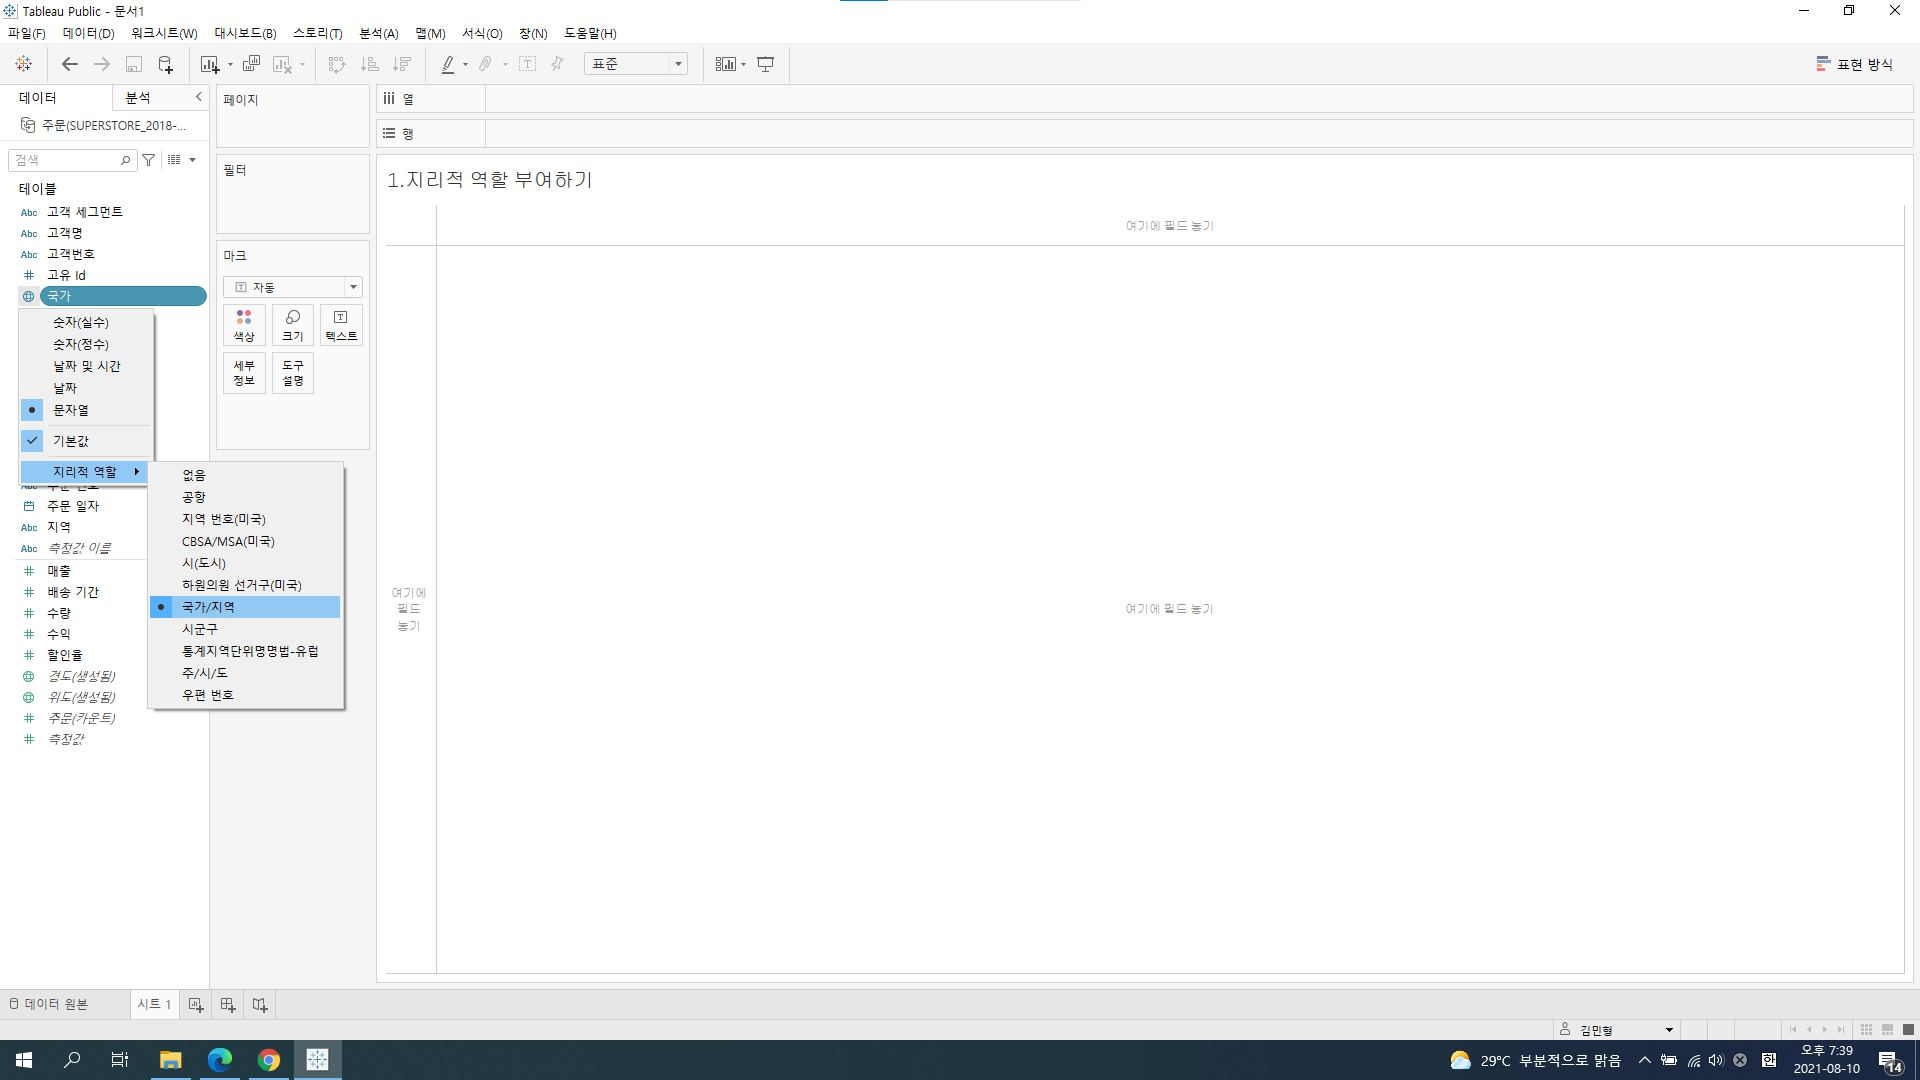 Tableau Public - 문서1
파일(F) 데이터(D) 워크시트(W) 대시보드(B) 스토리(T) 분석(A) 맵(M) 서식(O) 창(N) 도움말(H)
표준
표현 방식
데이터 분석
주문(SUPERSTORE_2018-...
검색
테이블
Abc 고객 세그먼트
Abc 고객명
Abc 고객번호
고유 Id
국가
숫자(실수)
숫자(정수)
날짜 및 시간
날짜
문자열
기본값
지리적 역할
없음
공항
지역 번호(미국)
CBSA/MSA(미국)
시(도시)
하원의원 선거구(미국)
국가/지역
시군구
통계지역단위명명법-유럽
주/시/도
우편 번호
주문 일자
Abc 지역
Abc 측정값 이름
매출
배송 기간
수량
수익
할인율
경도(생성됨)
위도(생성됨)
주문(카운트)
측정값
페이지
필터
마크
자동
색상 크기 텍스트
세부 정보
도구 설명
열
행
1.지리적 역할 부여하기
여기에 필드 놓기
여기에
필드
놓기
여기에 필드 놓기
데이터 원본 시트 1
김민형
29°C 부분적으로 맑음
한
오후 7:39
2021-08-10
14